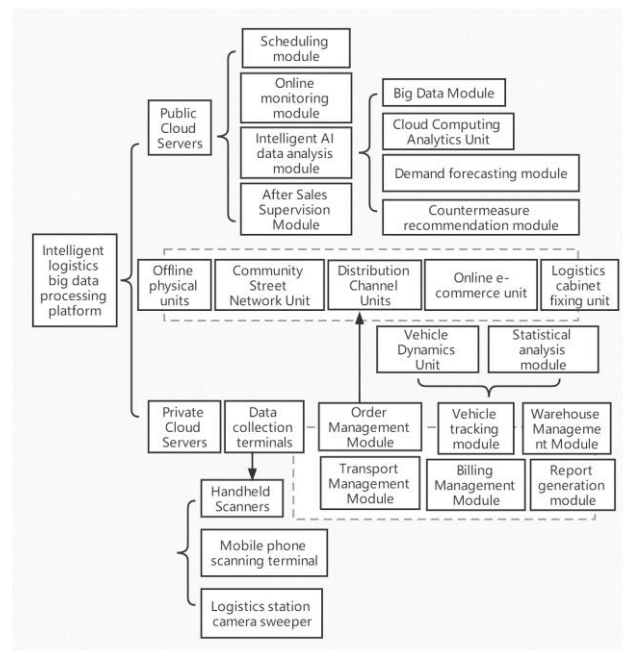 Scheduling
module
Online
monitoring
module
Public
Cloud
Servers
Intelligent AI
data analysis
module
After Sales
Supervision
Module
Big Data Module
Cloud Computing
Analytics Unit
Demand forecasting module
Countermeasure
recommendation module
Intelligent
logistics
big data
processing
platform
Offline
physical
units
Community
Street
Network Unit
Distribution
Channel
Units
Online e-
commerce unit
Logistics
cabinet
fixing unit
Vehicle
Dynamics
Unit
Statistical
analysis
module
Private
Cloud
Servers
Data
collection
terminals
Order
Management
Module
Vehicle
tracking
module
Warehouse
Manageme
nt Module
Transport
Management
Module
Billing
Management
Module
Report
generation
module
Handheld
Scanners
Mobile phone
scanning terminal
Logistics station
camera sweeper